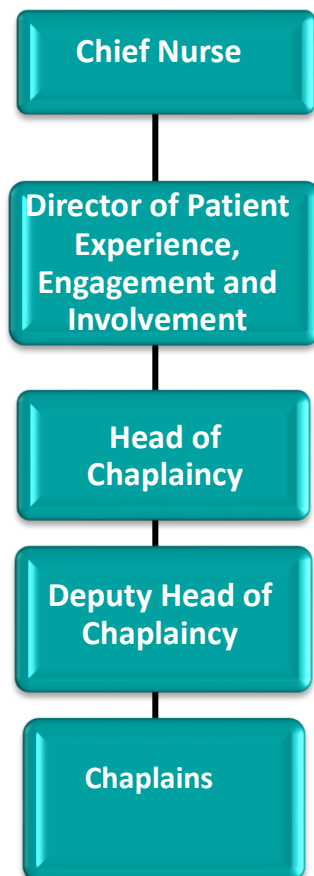 Chief Nurse
Director of Patient
Experience,
Engagement and
Involvement
Head of
Chaplaincy
Deputy Head of
Chaplaincy
Chaplains